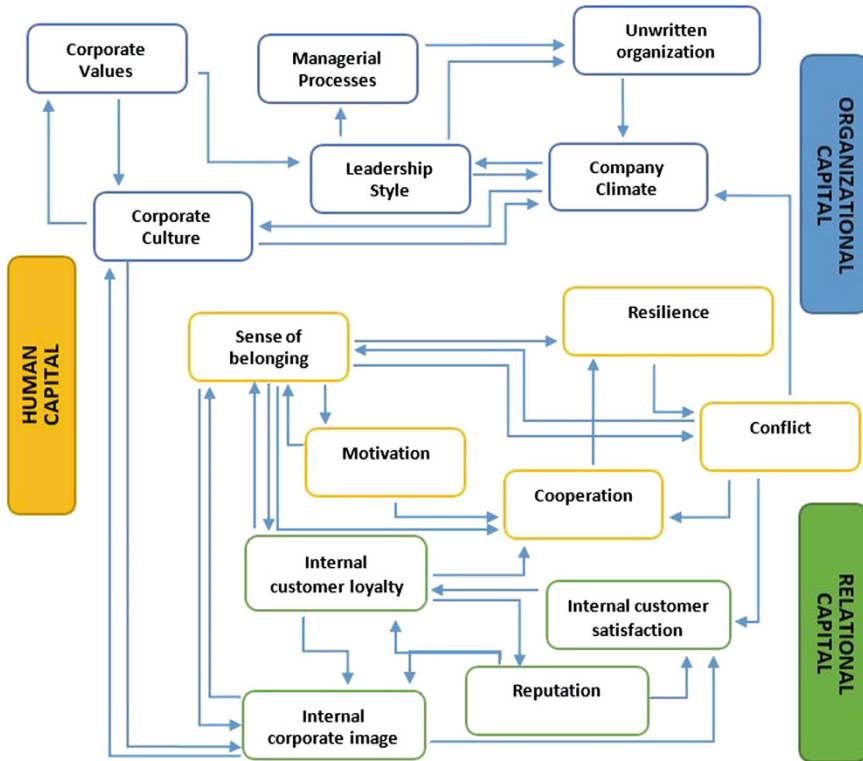 Corporate
Values
Managerial
Processes
Unwritten
organization
Leadership
Style
Company
Climate
Corporate
Culture
ORGANIZATIONAL
CAPITAL
HUMAN
CAPITAL
Sense of
belonging
Resilience
Motivation
Conflict
Cooperation
Internal
customer loyalty
Internal customer
satisfaction
Reputation
Internal
corporate image
RELATIONAL
CAPITAL